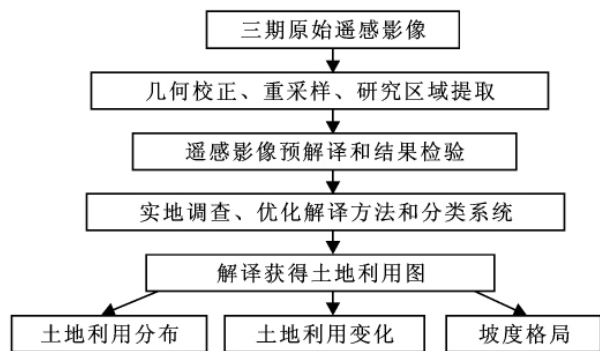 三期原始遥感影像
几何校正、重采样、研究区域提取
遥感影像预解译和结果检验
实地调查、优化解译方法和分类系统
解译获得土地利用图
土地利用分布
土地利用变化
坡度格局